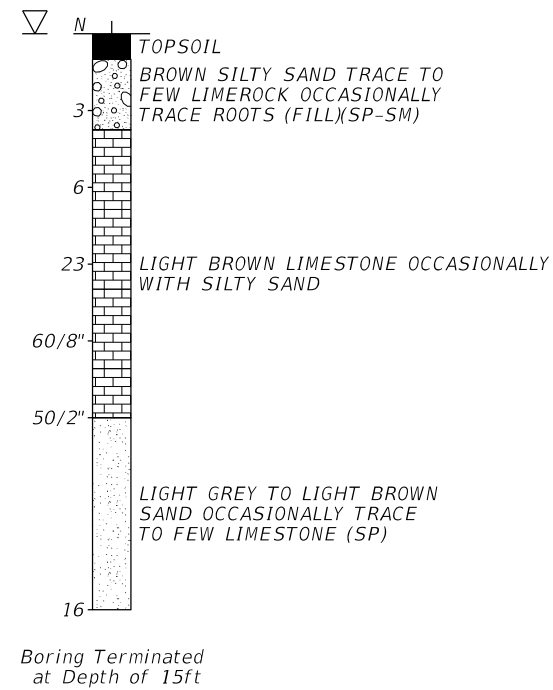 N
TOPSOIL
BROWN SILTY SAND TRACE TO
FEW LIMEROCK OCCASIONALLY
3
TRACE ROOTS (FILL)(SP-SM)
6
23
LIGHT BROWN LIMESTONE OCCASIONALLY
WITH SILTY SAND
60/8"
50/2"
LIGHT GREY TO LIGHT BROWN
SAND OCCASIONALLY TRACE
TO FEW LIMESTONE (SP)
16
Boring Terminated
at Depth of 15ft